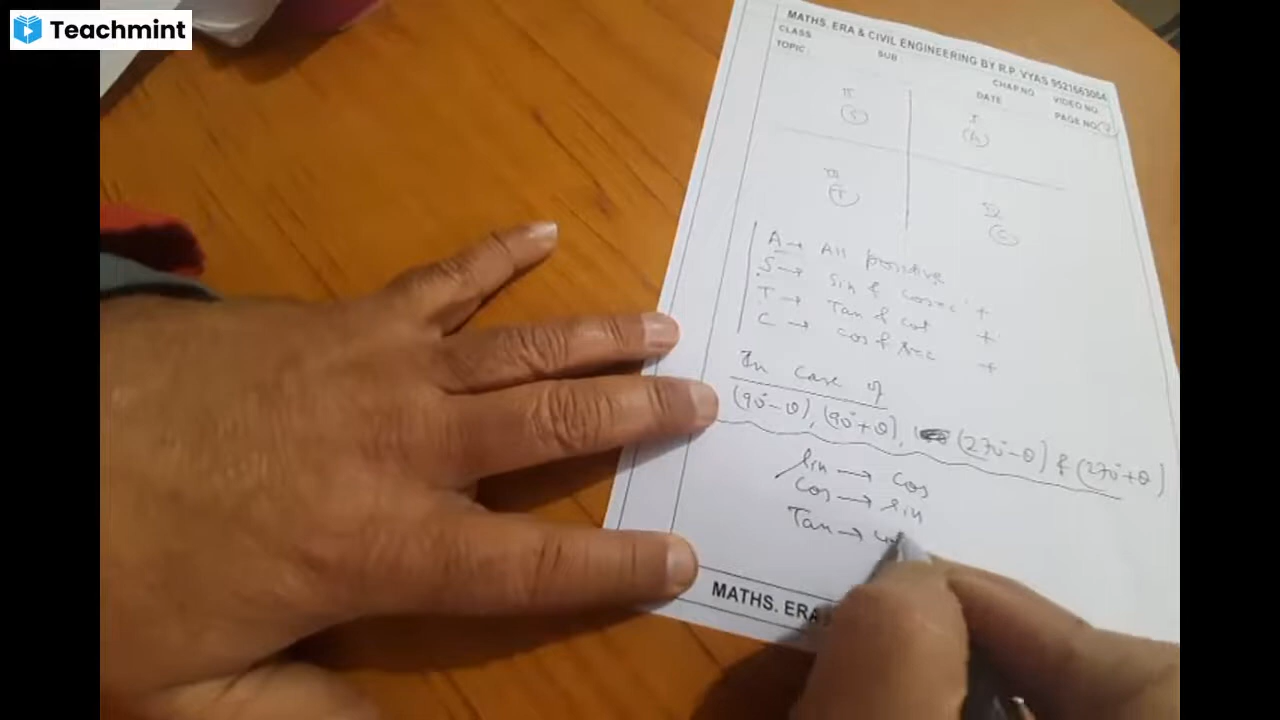 Teachmint
MATHS. ERA & CIVIL ENGINEERING BY R.P. VYAS 9521663064
CLASS SUB CHAP.NO VIDEO NO.
TOPIC: DATE PAGE NO.
II I
S A
III IV
T C
A → All positive
S → Sin & cosec +
T → Tan & cot +
C → cos & sec +
In case of
(90°-θ), (90°+θ), (270°-θ) & (270°+θ)
Sin → cos
Cos → sin
Tan → cot
MATHS. ERA